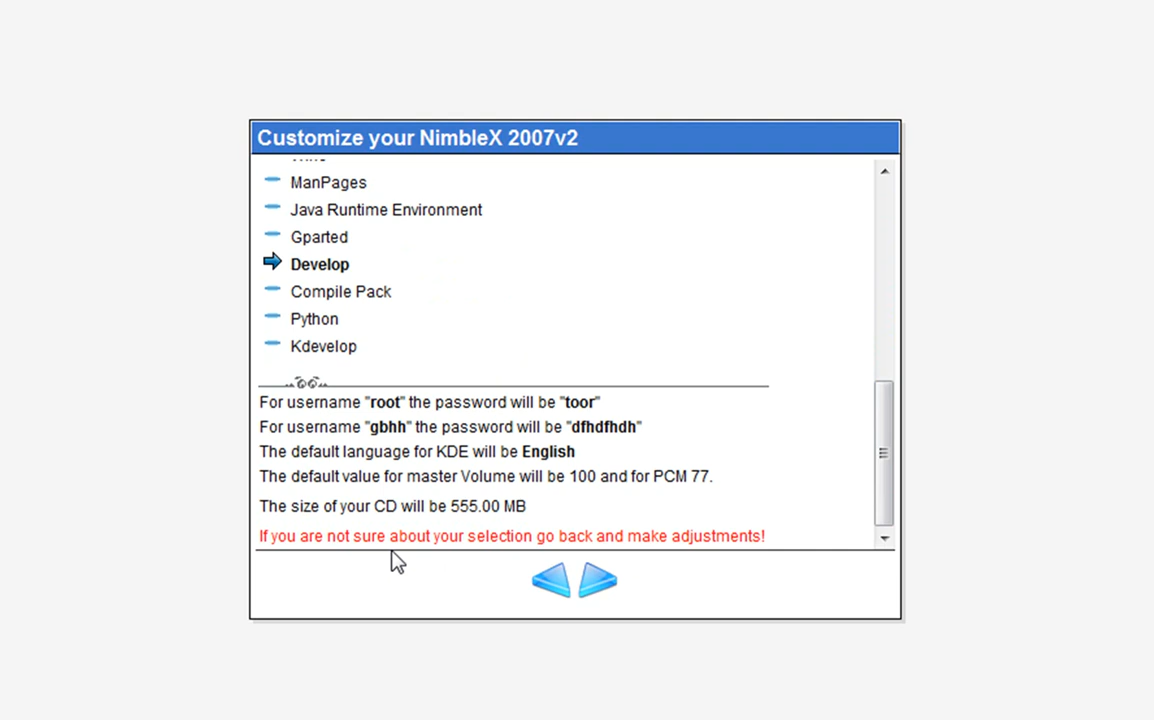 Customize your NimbleX 2007v2
ManPages
Java Runtime Environment
Gparted
Develop
Compile Pack
Python
Kdevelop
For username "root" the password will be "toor"
For username "gbhh" the password will be "dfhdfhdh"
The default language for KDE will be English
The default value for master Volume will be 100 and for PCM 77.
The size of your CD will be 555.00 MB
If you are not sure about your selection go back and make adjustments!